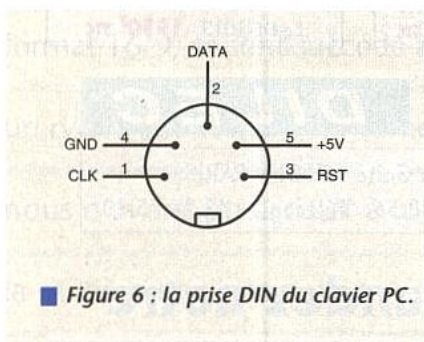 DATA
2
GND 4 5 +5V
CLK 1 3 RST
Figure 6 : la prise DIN du clavier PC.